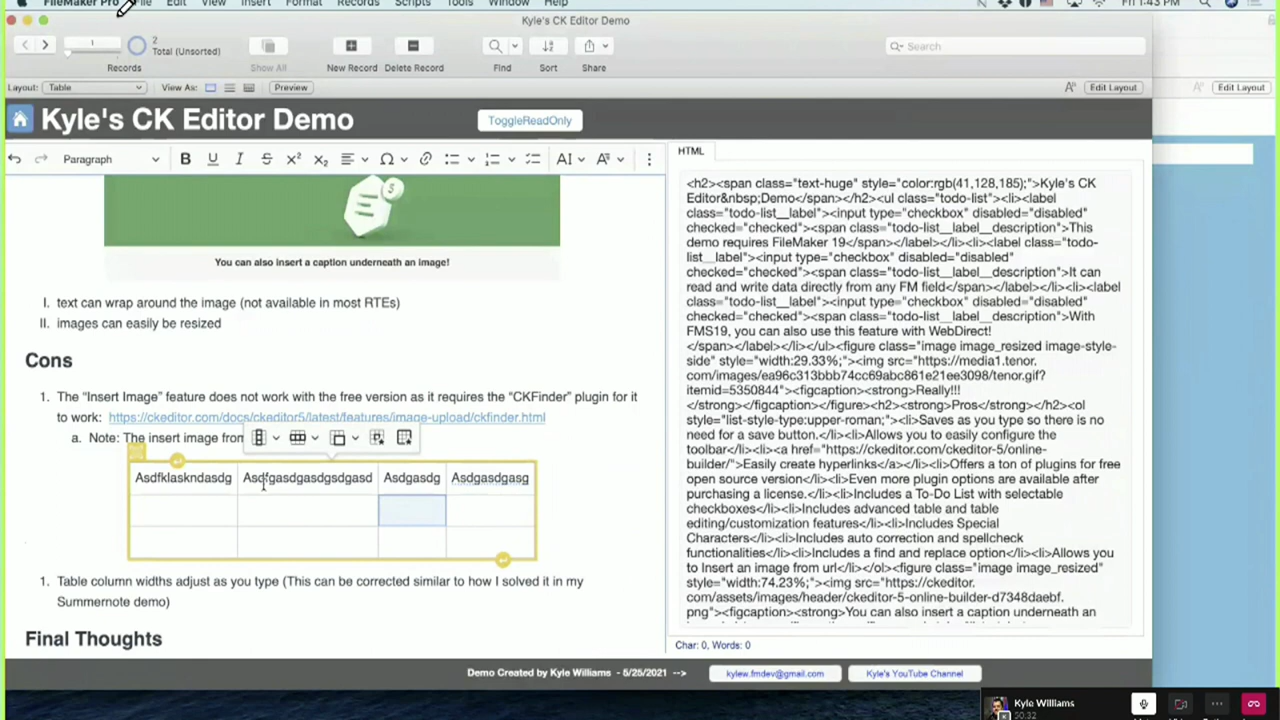 FileMaker Pro File Edit View Insert Format Records Scripts Tools Window Help
Fri 1:43 PM
Kyle's CK Editor Demo
1
2
Total (Unsorted)
Records
Show All
New Record
Delete Record
Find
Sort
Share
Search
Layout: Table
View As:
Preview
Edit Layout
Edit Layout
Kyle's CK Editor Demo
ToggleReadOnly
Paragraph
HTML
5
You can also insert a caption underneath an image!
I. text can wrap around the image (not available in most RTEs)
II. images can easily be resized
Cons
1. The “Insert Image” feature does not work with the free version as it requires the “CKFinder” plugin for it
to work: https://ckeditor.com/docs/ckeditor5/latest/features/image-upload/ckfinder.html
a. Note: The insert image from
Asdfklaskndasdg Asdfgasdgasdgsdgasd Asdgasdg Asdgasdgasg
1. Table column widths adjust as you type (This can be corrected similar to how I solved it in my
Summernote demo)
Final Thoughts
<h2><span class="text-huge" style="color:rgb(41,128,185);">Kyle's CK
Editor&nbsp;Demo</span></h2><ul class="todo-list"><li><label
class="todo-list__label"><input type="checkbox" disabled="disabled"
checked="checked"><span class="todo-list__label__description">This
demo requires FileMaker 19</span></label></li><li><label class="todo-
list__label"><input type="checkbox" disabled="disabled"
checked="checked"><span class="todo-list__label__description">It can
read and write data directly from any FM field</span></label></li><li><label
class="todo-list__label"><input type="checkbox" disabled="disabled"
checked="checked"><span class="todo-list__label__description">With
FMS19, you can also use this feature with WebDirect!
</span></label></li></ul><figure class="image image_resized image-style-
side" style="width:29.33%;"><img src="https://media1.tenor.
com/images/ea96c313bbb74cc69abc861e21ee3098/tenor.gif?
itemid=5350844"><figcaption><strong>Really!!!
</strong></figcaption></figure><h2><strong>Pros</strong></h2><ol
style="list-style-type:upper-roman;"><li>Saves as you type so there is no
need for a save button.</li><li>Allows you to easily configure the
toolbar</li><li><a href="https://ckeditor.com/ckeditor-5/online-
builder/">Easily create hyperlinks</a></li><li>Offers a ton of plugins for free
open source version</li><li>Even more plugin options are available after
purchasing a license.</li><li>Includes a To-Do List with selectable
checkboxes</li><li>Includes advanced table and table
editing/customization features</li><li>Includes Special
Characters</li><li>Includes auto correction and spellcheck
functionalities</li><li>Includes a find and replace option</li><li>Allows you
to Insert an image from url</li></ol><figure class="image image_resized"
style="width:74.23%;"><img src="https://ckeditor.
com/assets/images/header/ckeditor-5-online-builder-d7348daebf.
png"><figcaption><strong>You can also insert a caption underneath an
Char: 0, Words: 0
Demo Created by Kyle Williams - 5/25/2021 -->
kylew.fmdev@gmail.com
Kyle's YouTube Channel
Kyle Williams
50:32